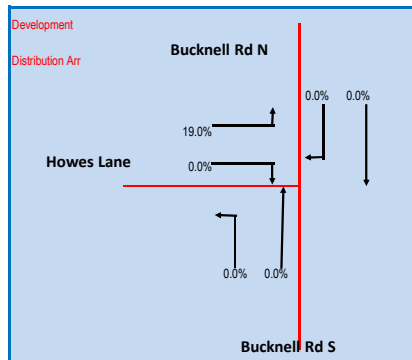 Development
Distribution Arr
Bucknell Rd N
0.0% 0.0%
19.0%
0.0%
Howes Lane
0.0% 0.0%
Bucknell Rd S